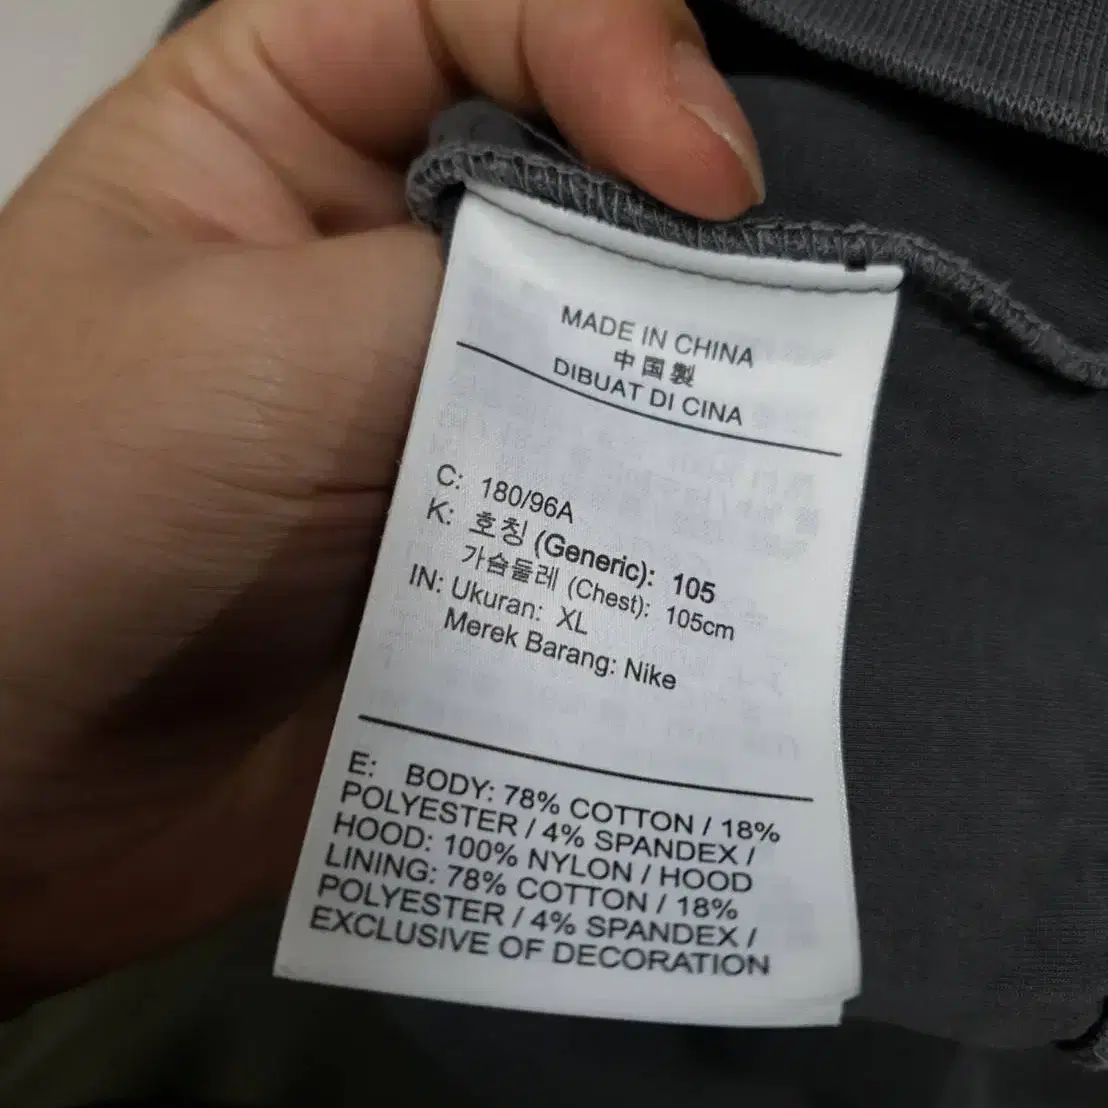 MADE IN CHINA
中国製
DIBUAT DI CINA
C: 180/96A
K: 호칭 (Generic): 105
가슴둘레 (Chest): 105cm
IN: Ukuran: XL
Merek Barang: Nike
E: BODY: 78% COTTON / 18%
POLYESTER / 4% SPANDEX /
HOOD: 100% NYLON / HOOD
LINING: 78% COTTON / 18%
POLYESTER / 4% SPANDEX /
EXCLUSIVE OF DECORATION